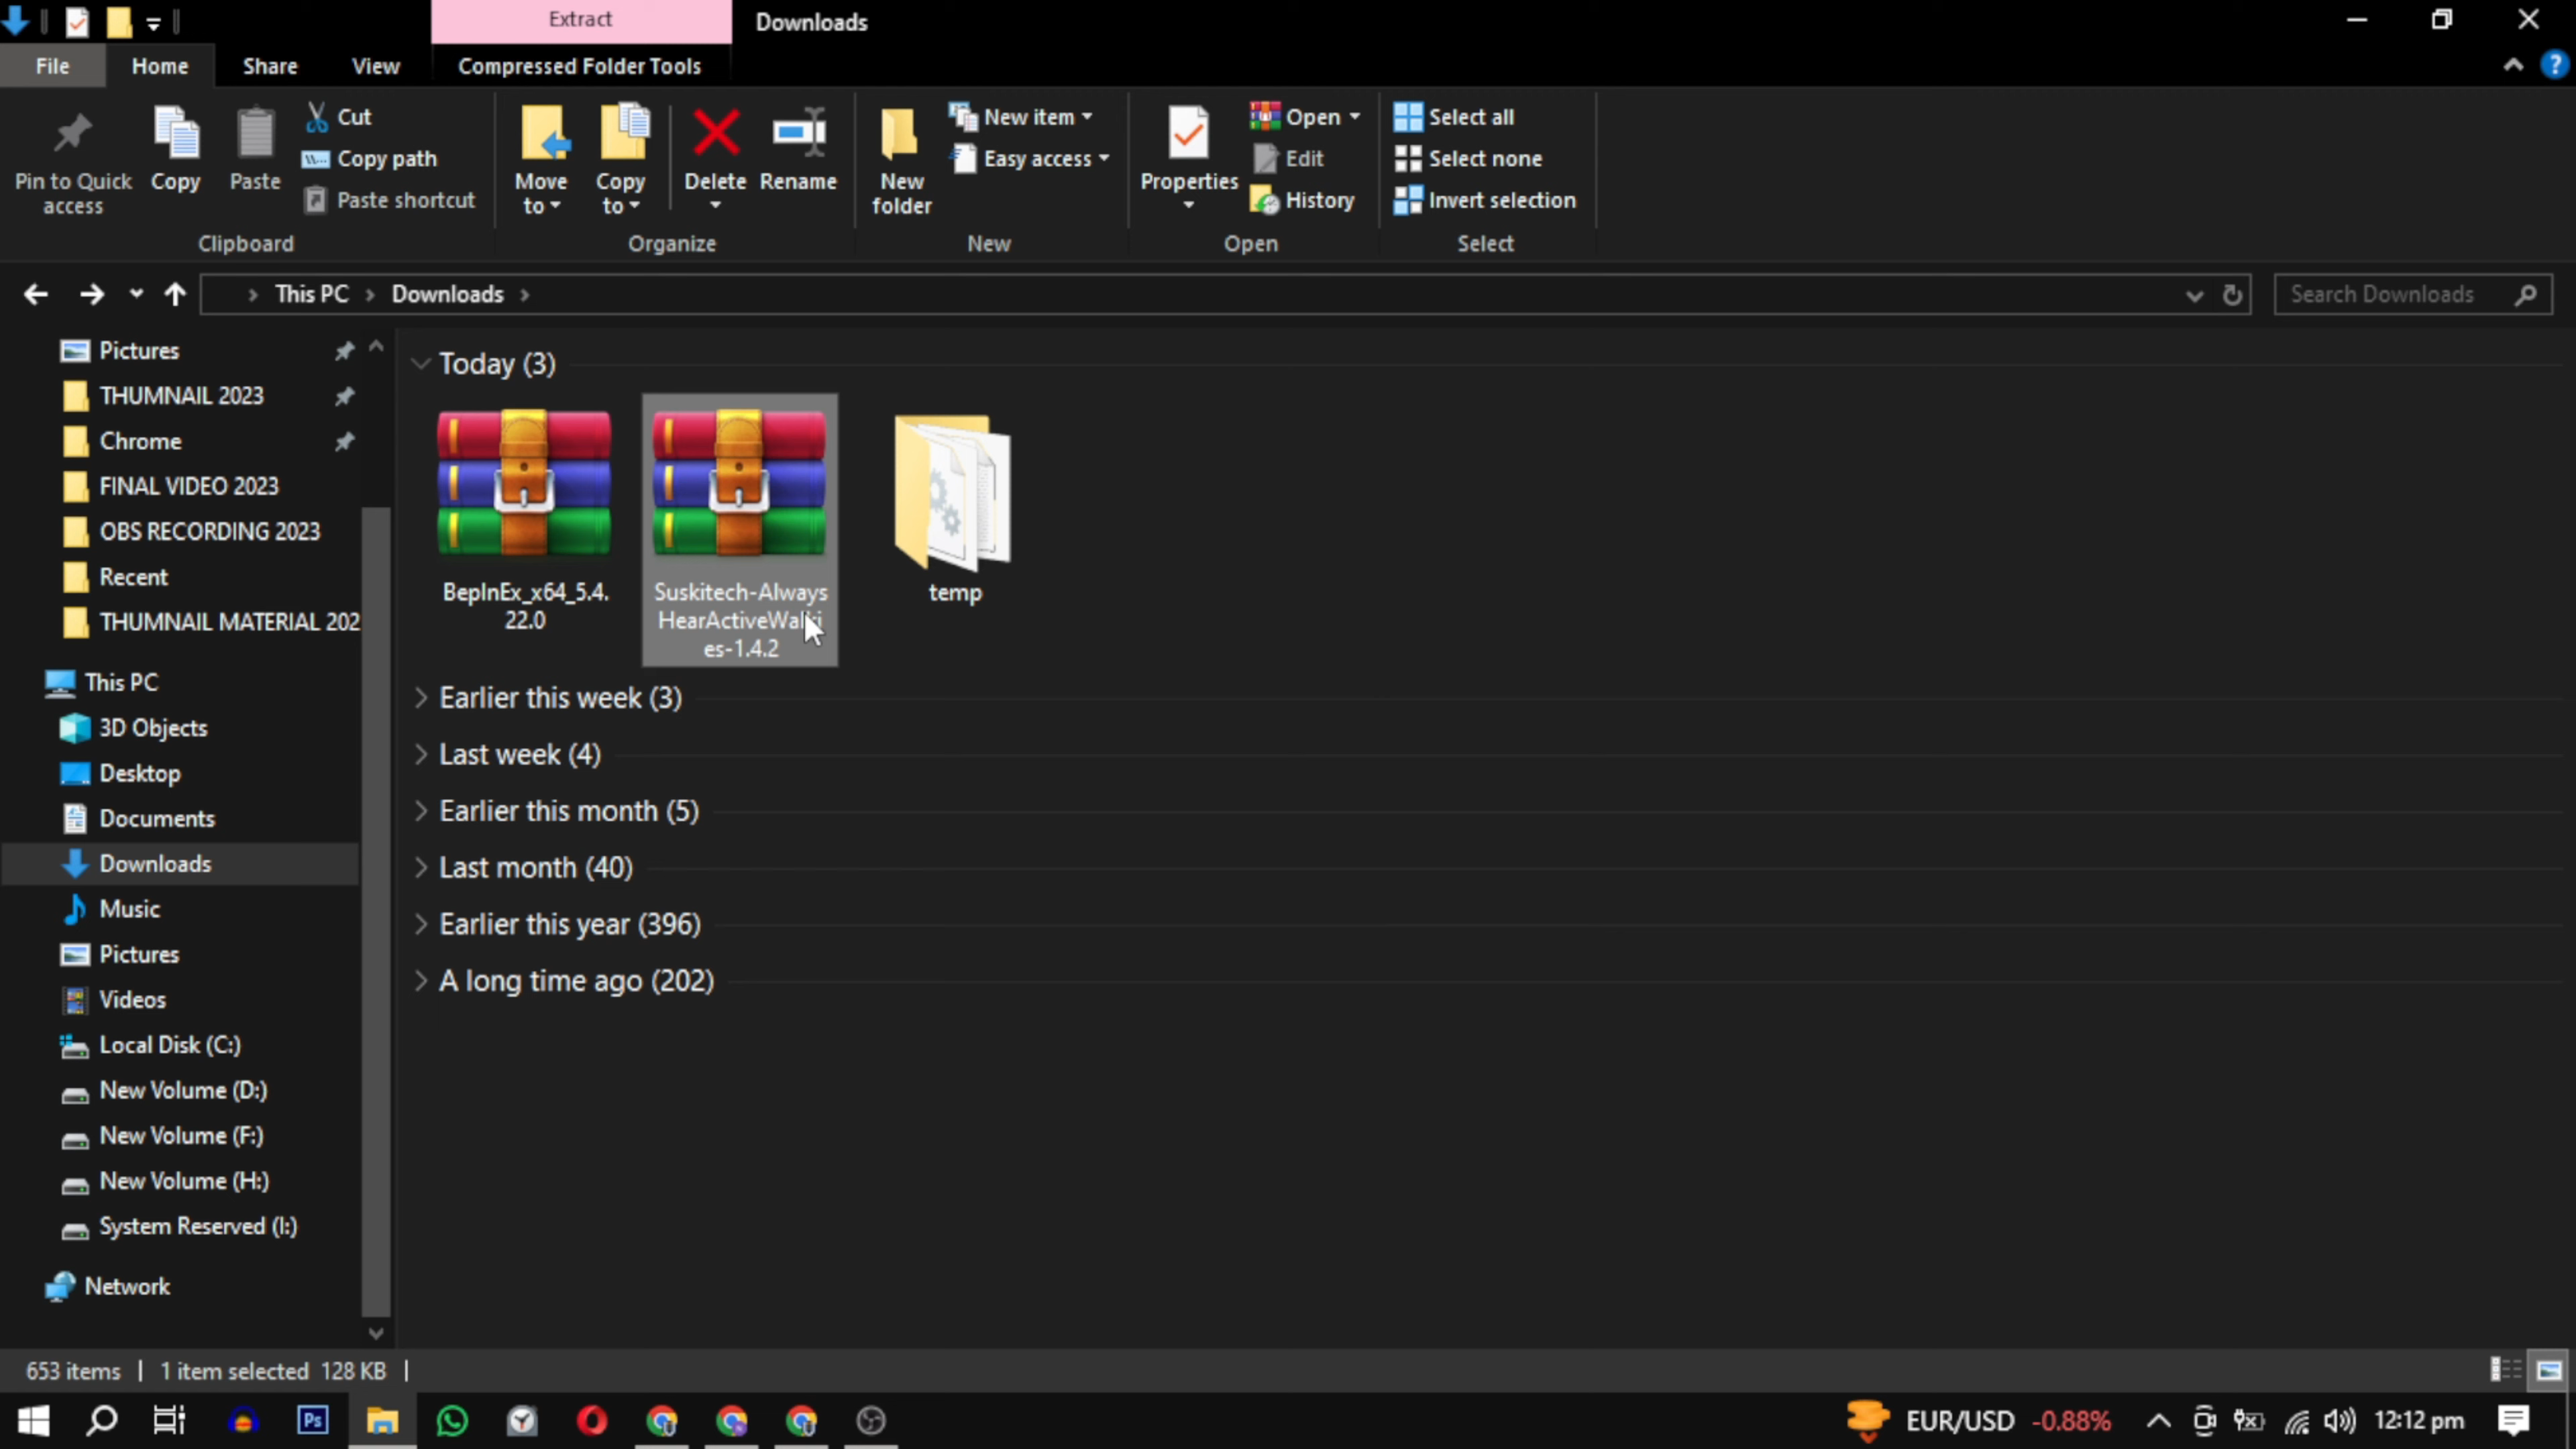 Extract
Downloads
File Home Share View Compressed Folder Tools
Pin to Quick access
Copy
Paste
Cut
Copy path
Paste shortcut
Clipboard
Move to
Copy to
Delete
Rename
Organize
New folder
New item
Easy access
New
Properties
Open
Edit
History
Open
Select all
Select none
Invert selection
Select
This PC > Downloads >
Search Downloads
Pictures
THUMNAIL 2023
Chrome
FINAL VIDEO 2023
OBS RECORDING 2023
Recent
THUMNAIL MATERIAL 202
This PC
3D Objects
Desktop
Documents
Downloads
Music
Pictures
Videos
Local Disk (C:)
New Volume (D:)
New Volume (F:)
New Volume (H:)
System Reserved (I:)
Network
Today (3)
BepInEx_x64_5.4.
22.0
Suskitech-Always
HearActiveWalki
es-1.4.2
temp
Earlier this week (3)
Last week (4)
Earlier this month (5)
Last month (40)
Earlier this year (396)
A long time ago (202)
653 items | 1 item selected 128 KB |
Ps
EUR/USD -0.88%
12:12 pm